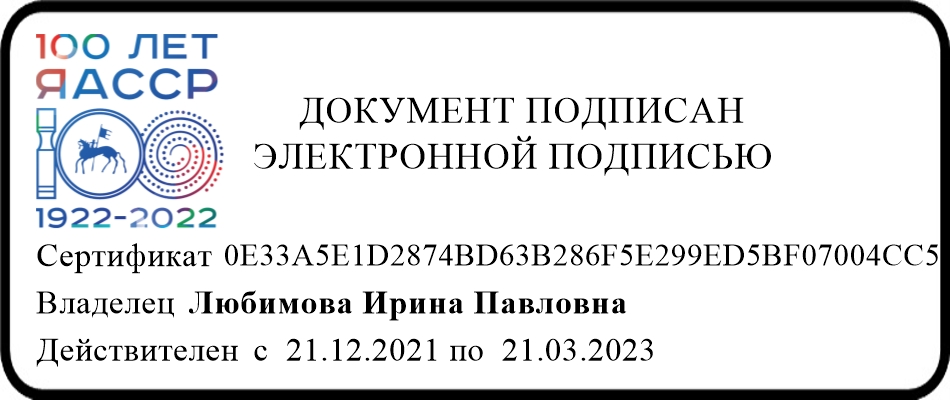 100 ЛЕТ
ЯАССР
1922-2022
ДОКУМЕНТ ПОДПИСАН
ЭЛЕКТРОННОЙ ПОДПИСЬЮ
Сертификат 0E33A5E1D2874BD63B286F5E299ED5BF07004CC5
Владелец Любимова Ирина Павловна
Действителен с 21.12.2021 по 21.03.2023